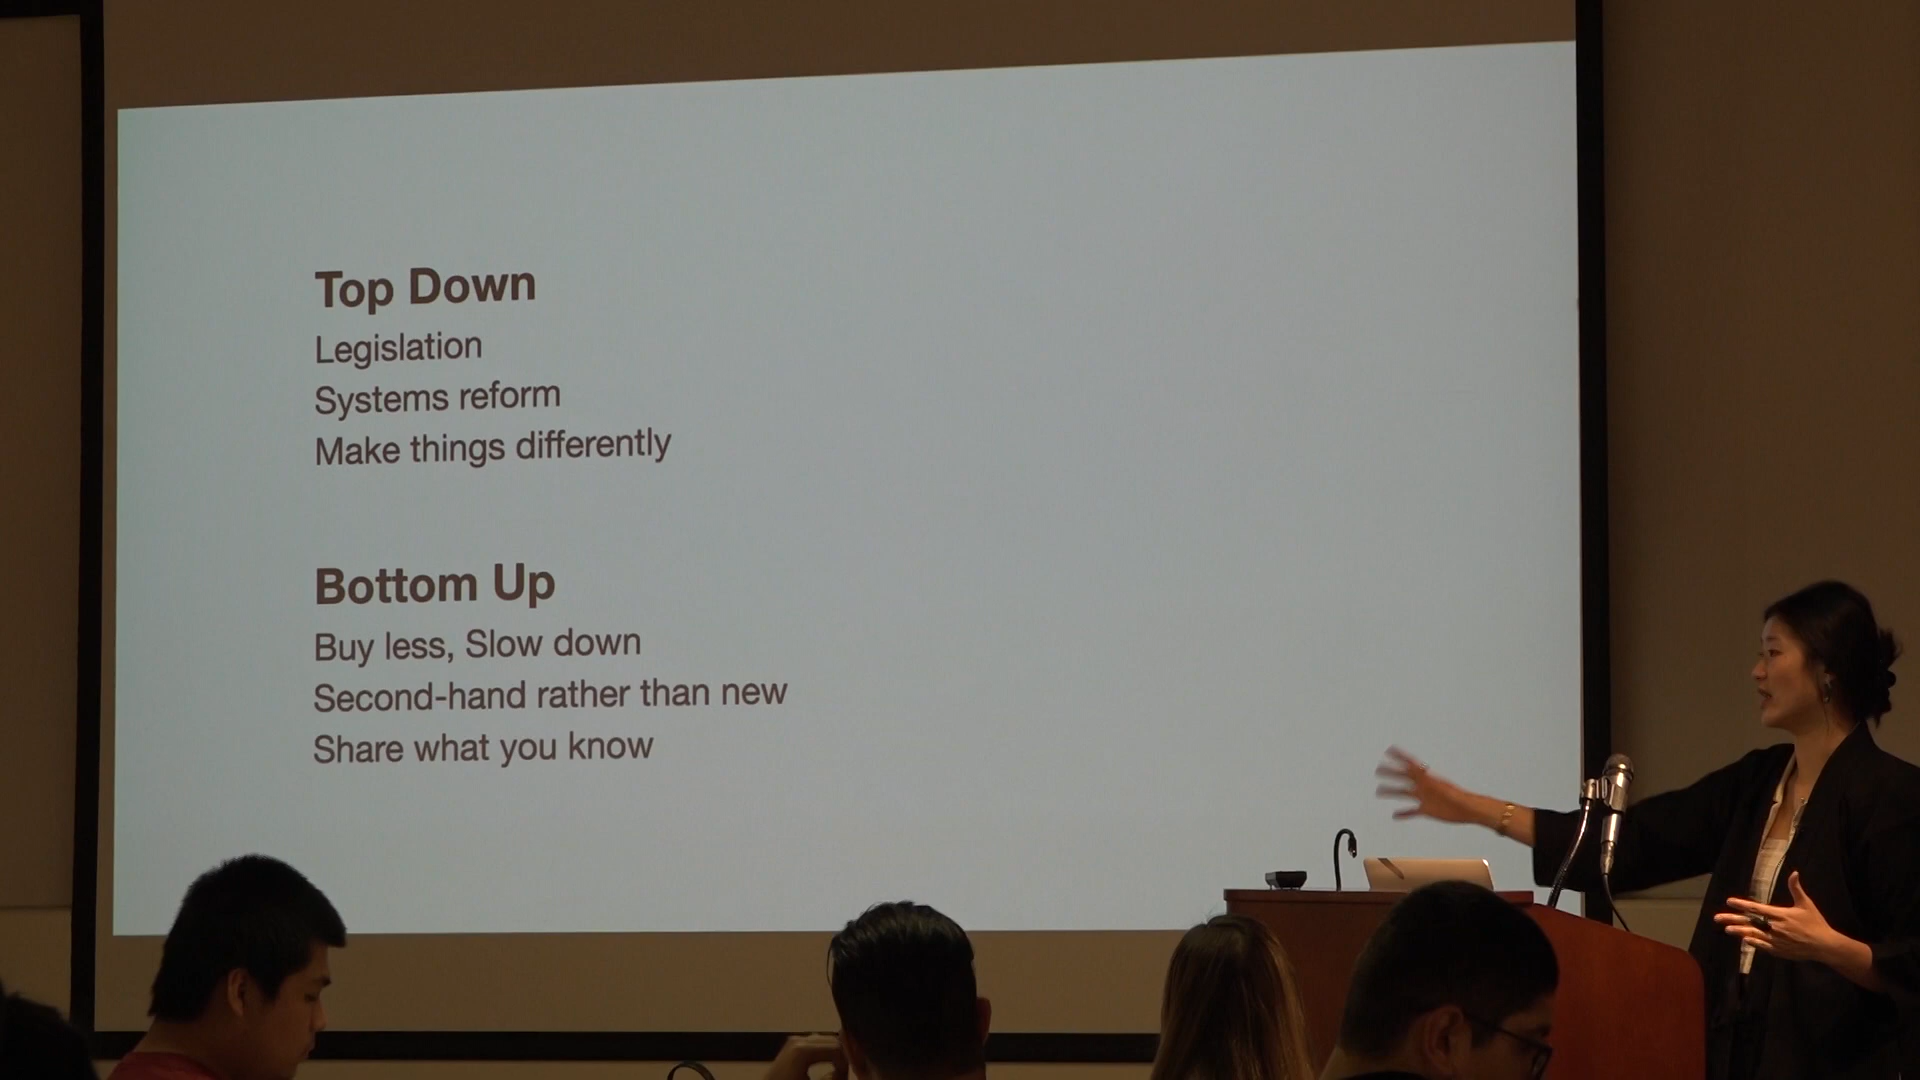 Top Down
Legislation
Systems reform
Make things differently
Bottom Up
Buy less, Slow down
Second-hand rather than new
Share what you know